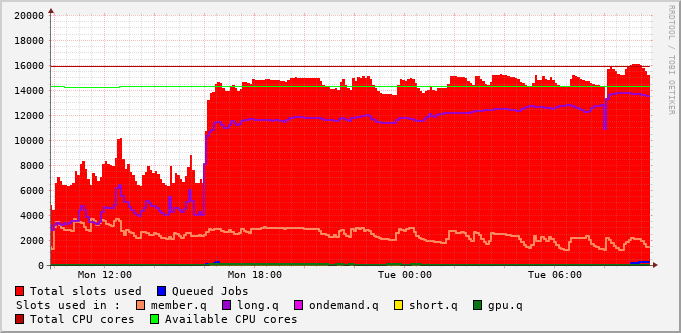 20000
18000
16000
14000
12000
10000
8000
6000
4000
2000
0
Mon 12:00 Mon 18:00 Tue 00:00 Tue 06:00
RRDTOOL / TOBI OETIKER
Total slots used Queued Jobs
Slots used in : member.q long.q ondemand.q short.q gpu.q
Total CPU cores Available CPU cores